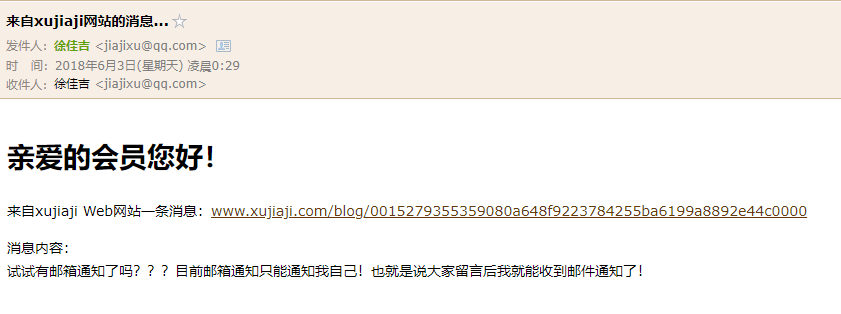 来自xujiaji网站的消息...☆
发件人：徐佳吉 <jiajixu@qq.com>
时　间：2018年6月3日(星期天) 凌晨0:29
收件人：徐佳吉 <jiajixu@qq.com>
亲爱的会员您好！
来自xujiaji Web网站一条消息：www.xujiaji.com/blog/0015279355359080a648f9223784255ba6199a8892e44c0000
消息内容：
试试有邮箱通知了吗？？？目前邮箱通知只能通知我自己！也就是说大家留言后我就能收到邮件通知了！